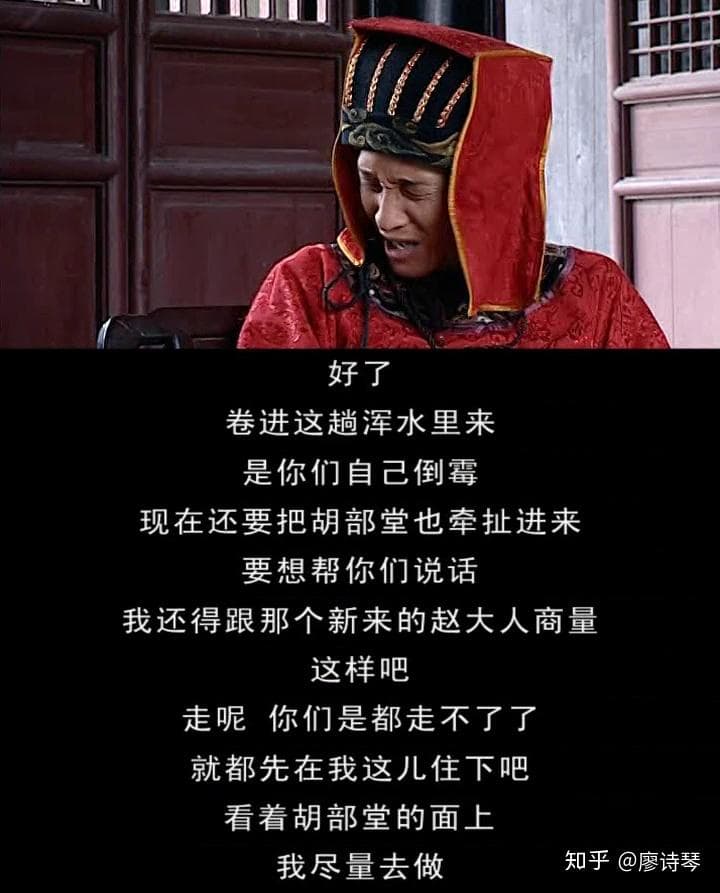 好了
卷进这趟浑水里来
是你们自己倒霉
现在还要把胡部堂也牵扯进来
要想帮你们说话
我还得跟那个新来的赵大人商量
这样吧
走呢 你们是都走不了了
就都先在我这儿住下吧
看着胡部堂的面上
我尽量去做
知乎 @廖诗琴